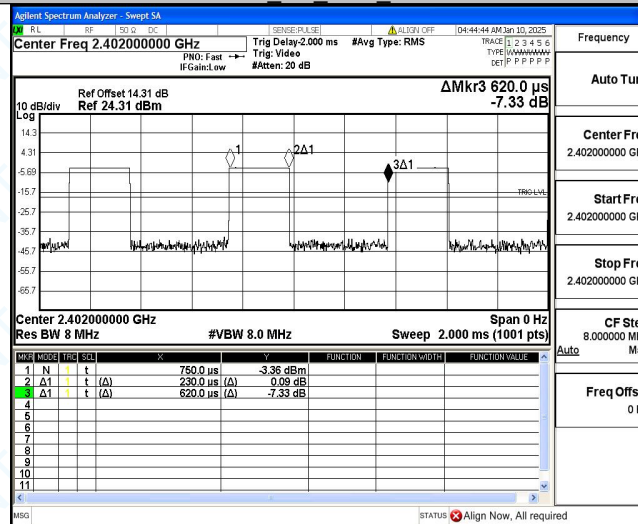 Agilent Spectrum Analyzer - Swept SA
RL RF 50 Ω DC SENSE:PULSE ALIGN OFF 04:44:44 AM Jan 10, 2025
Center Freq 2.402000000 GHz
PNO: Fast
IFGain:Low
Trig Delay-2.000 ms
Trig: Video
#Atten: 20 dB
#Avg Type: RMS
TRACE 1 2 3 4 5 6
TYPE WWWWWW
DET P P P P P P
Ref Offset 14.31 dB
10 dB/div Ref 24.31 dBm
Log
ΔMkr3 620.0 µs
-7.33 dB
14.3
4.31
-5.69
-15.7
-25.7
-35.7
-45.7
-55.7
-65.7
1
2Δ1
3Δ1
TRIG LVL
Center 2.402000000 GHz Span 0 Hz
Res BW 8 MHz #VBW 8.0 MHz Sweep 2.000 ms (1001 pts)
MKR MODE TRC SCL X Y FUNCTION FUNCTION WIDTH FUNCTION VALUE
1 N 1 t 750.0 µs -3.36 dBm
2 Δ1 1 t (Δ) 230.0 µs (Δ) 0.09 dB
3 Δ1 1 t (Δ) 620.0 µs (Δ) -7.33 dB
4
5
6
7
8
9
10
11
MSG STATUS Align Now, All required
Frequency
Auto Tun
Center Fre
2.402000000 GH
Start Fre
2.402000000 GH
Stop Fre
2.402000000 GH
CF Ste
8.000000 MH
Auto Ma
Freq Offs
0 H